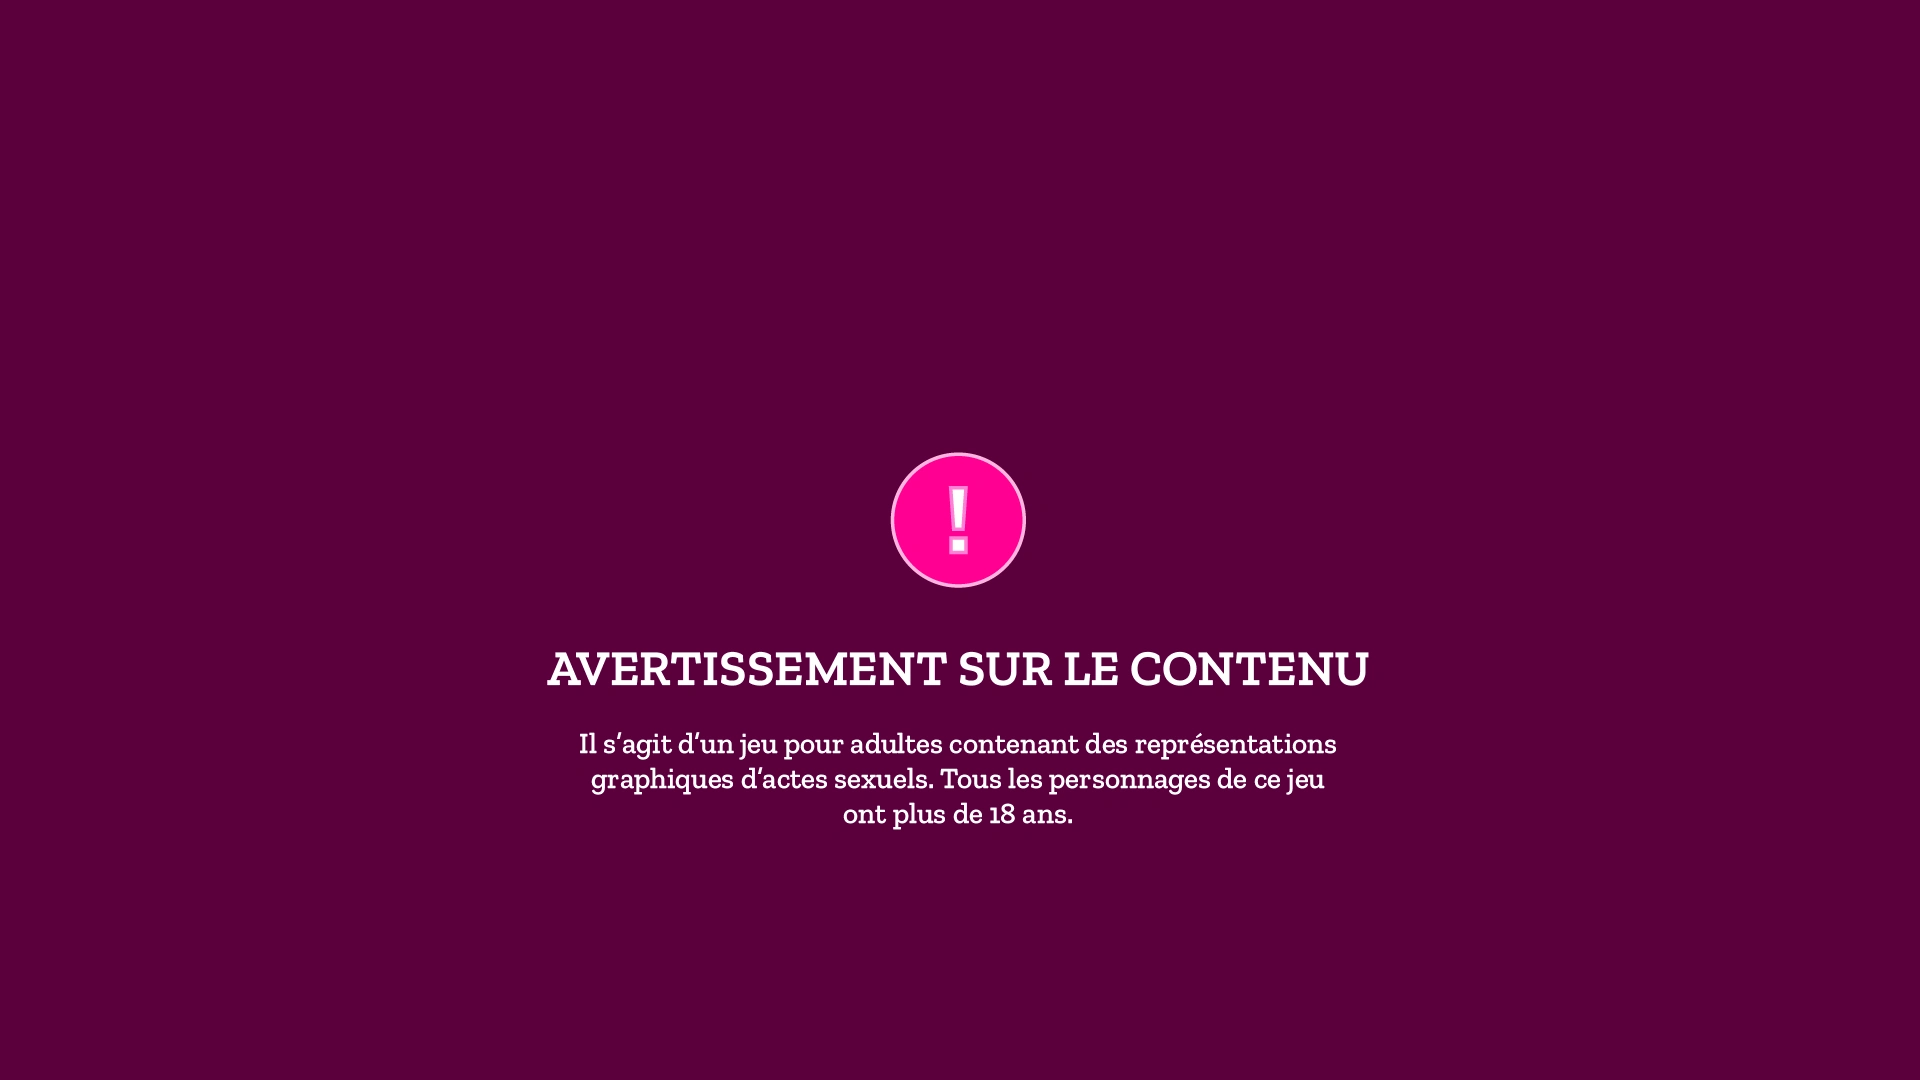 !
AVERTISSEMENT SUR LE CONTENU
Il s’agit d’un jeu pour adultes contenant des représentations
graphiques d’actes sexuels. Tous les personnages de ce jeu
ont plus de 18 ans.